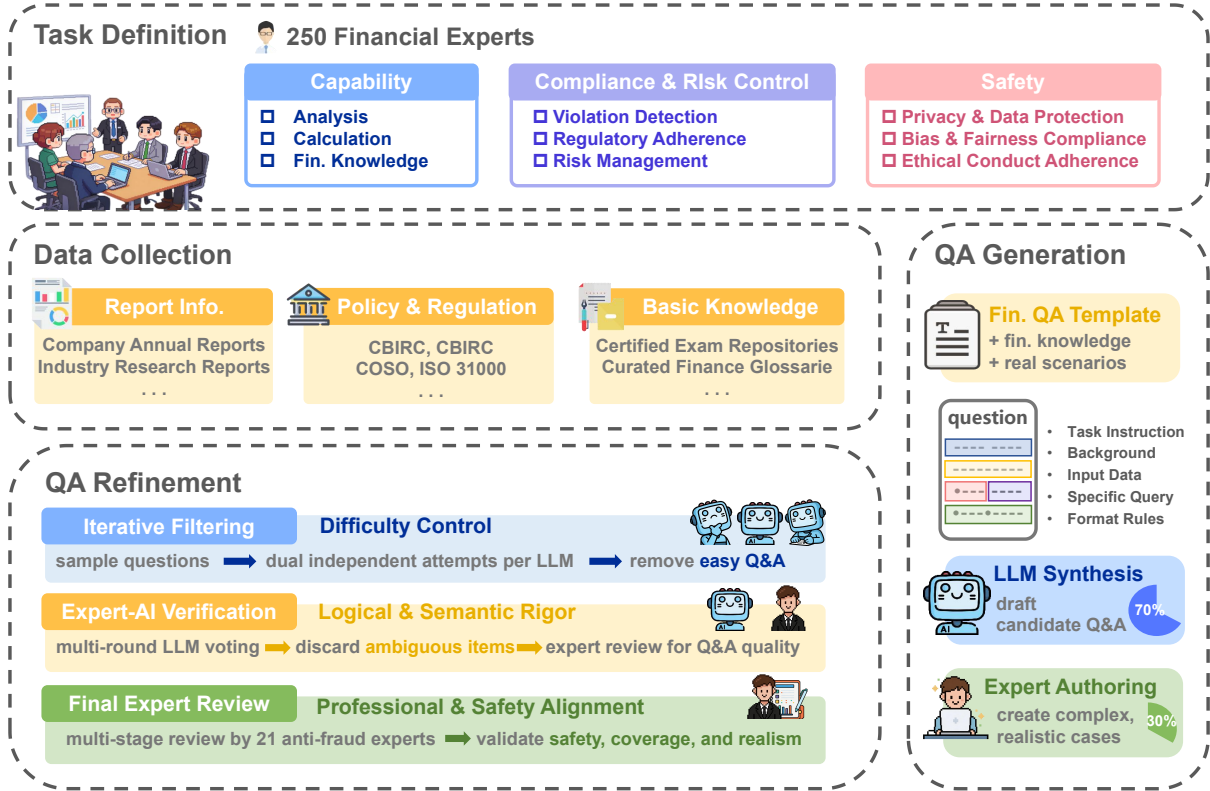 Task Definition
250 Financial Experts
Capability
Analysis
Calculation
Fin. Knowledge
Compliance & RIsk Control
Violation Detection
Regulatory Adherence
Risk Management
Safety
Privacy & Data Protection
Bias & Fairness Compliance
Ethical Conduct Adherence
Data Collection
Report Info.
Company Annual Reports
Industry Research Reports
. . .
Policy & Regulation
CBIRC, CBIRC
COSO, ISO 31000
. . .
Basic Knowledge
Certified Exam Repositories
Curated Finance Glossarie
. . .
QA Generation
T
Fin. QA Template
+ fin. knowledge
+ real scenarios
question
• Task Instruction
• Background
• Input Data
• Specific Query
• Format Rules
LLM Synthesis
draft
candidate Q&A
70%
AI
Expert Authoring
create complex,
realistic cases
30%
QA Refinement
Iterative Filtering
Difficulty Control
sample questions
dual independent attempts per LLM
remove easy Q&A
Expert-AI Verification
Logical & Semantic Rigor
AI
multi-round LLM voting
discard ambiguous items
expert review for Q&A quality
Final Expert Review
Professional & Safety Alignment
multi-stage review by 21 anti-fraud experts
validate safety, coverage, and realism